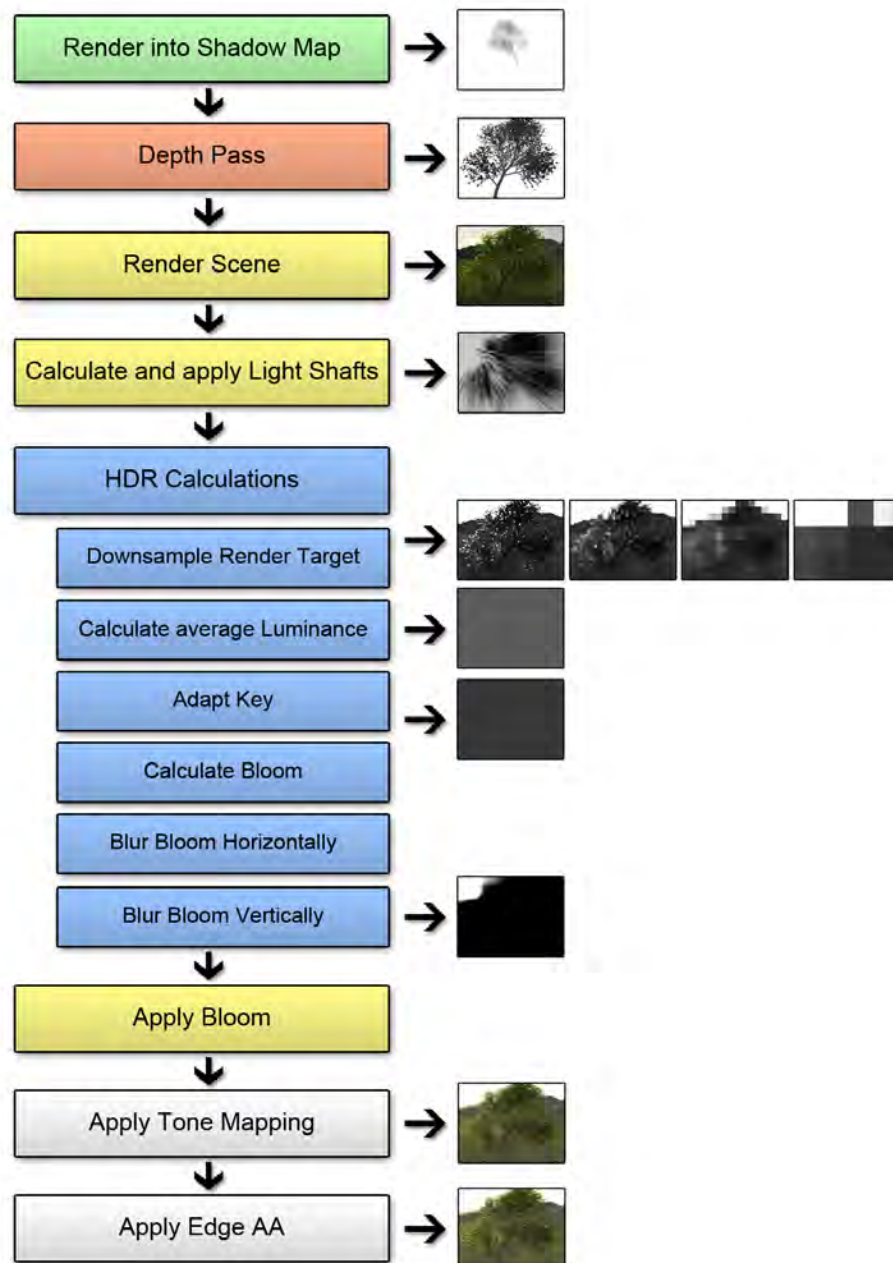 Render into Shadow Map
Depth Pass
Render Scene
Calculate and apply Light Shafts
HDR Calculations
Downsample Render Target
Calculate average Luminance
Adapt Key
Calculate Bloom
Blur Bloom Horizontally
Blur Bloom Vertically
Apply Bloom
Apply Tone Mapping
Apply Edge AA